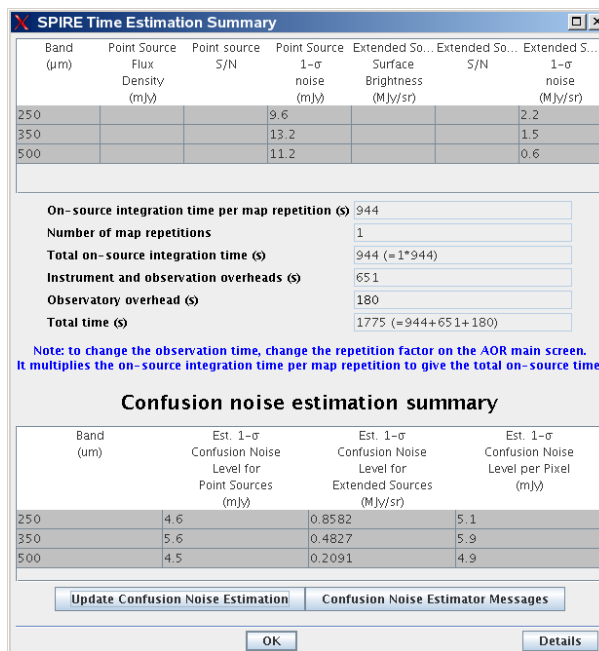 SPIRE Time Estimation Summary
Band Point Source Point source Point Source Extended So... Extended So... Extended S...
(μm) Flux S/N 1-σ Surface S/N 1-σ
Density noise Brightness noise
(mJy) (mJy) (MJy/sr) (MJy/sr)
250 9.6 2.2
350 13.2 1.5
500 11.2 0.6
On-source integration time per map repetition (s) 944
Number of map repetitions 1
Total on-source integration time (s) 944 (=1*944)
Instrument and observation overheads (s) 651
Observatory overhead (s) 180
Total time (s) 1775 (=944+651+180)
Note: to change the observation time, change the repetition factor on the AOR main screen.
It multiplies the on-source integration time per map repetition to give the total on-source time
Confusion noise estimation summary
Band Est. 1-σ Est. 1-σ Est. 1-σ
(um) Confusion Noise Confusion Noise Confusion Noise
Level for Level for Level per Pixel
Point Sources Extended Sources (mJy)
(mJy) (MJy/sr)
250 4.6 0.8582 5.1
350 5.6 0.4827 5.9
500 4.5 0.2091 4.9
Update Confusion Noise Estimation Confusion Noise Estimator Messages
OK Details